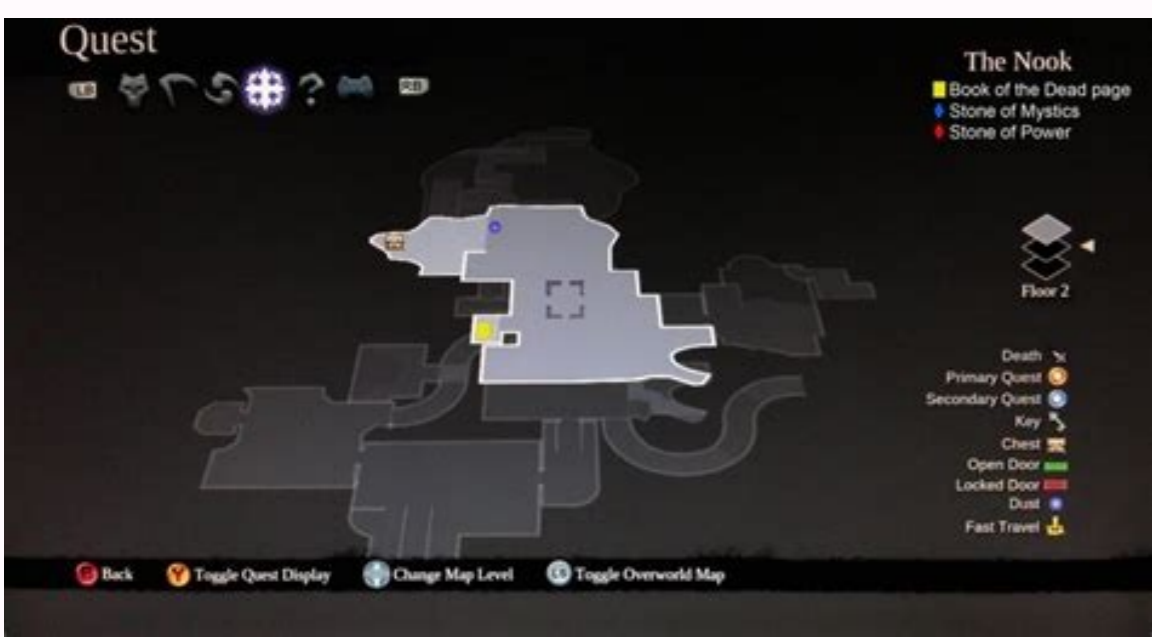 Quest
LB
?
RB
The Nook
Book of the Dead page
Stone of Mystics
Stone of Power
Floor 2
Death
Primary Quest
Secondary Quest
Key
Chest
Open Door
Locked Door
Dust
Fast Travel
B Back
Y Toggle Quest Display
Change Map Level
LS Toggle Overworld Map